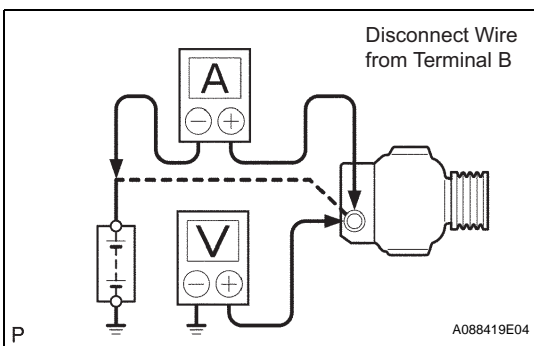 Disconnect Wire
from Terminal B
A
− +
V
− +
P
A088419E04